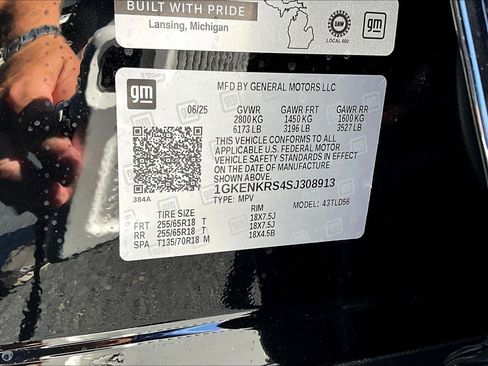 BUILT WITH PRIDE
Lansing, Michigan
UAW
LOCAL 602
gm
gm
MFD BY GENERAL MOTORS LLC
06/25 GVWR GAWR FRT GAWR RR
2800 KG 1450 KG 1600 KG
6173 LB 3196 LB 3527 LB
THIS VEHICLE CONFORMS TO ALL
APPLICABLE U.S. FEDERAL MOTOR
VEHICLE SAFETY STANDARDS IN EFFECT
ON THE DATE OF MANUFACTURE SHOWN ABOVE.
1GKENKRS4SJ308913
TYPE: MPV MODEL: 43TLD56
384A
TIRE SIZE RIM
FRT 255/65R18 T 18X7.5J
RR 255/65R18 T 18X7.5J
SPA T135/70R18 M 18X4.5B